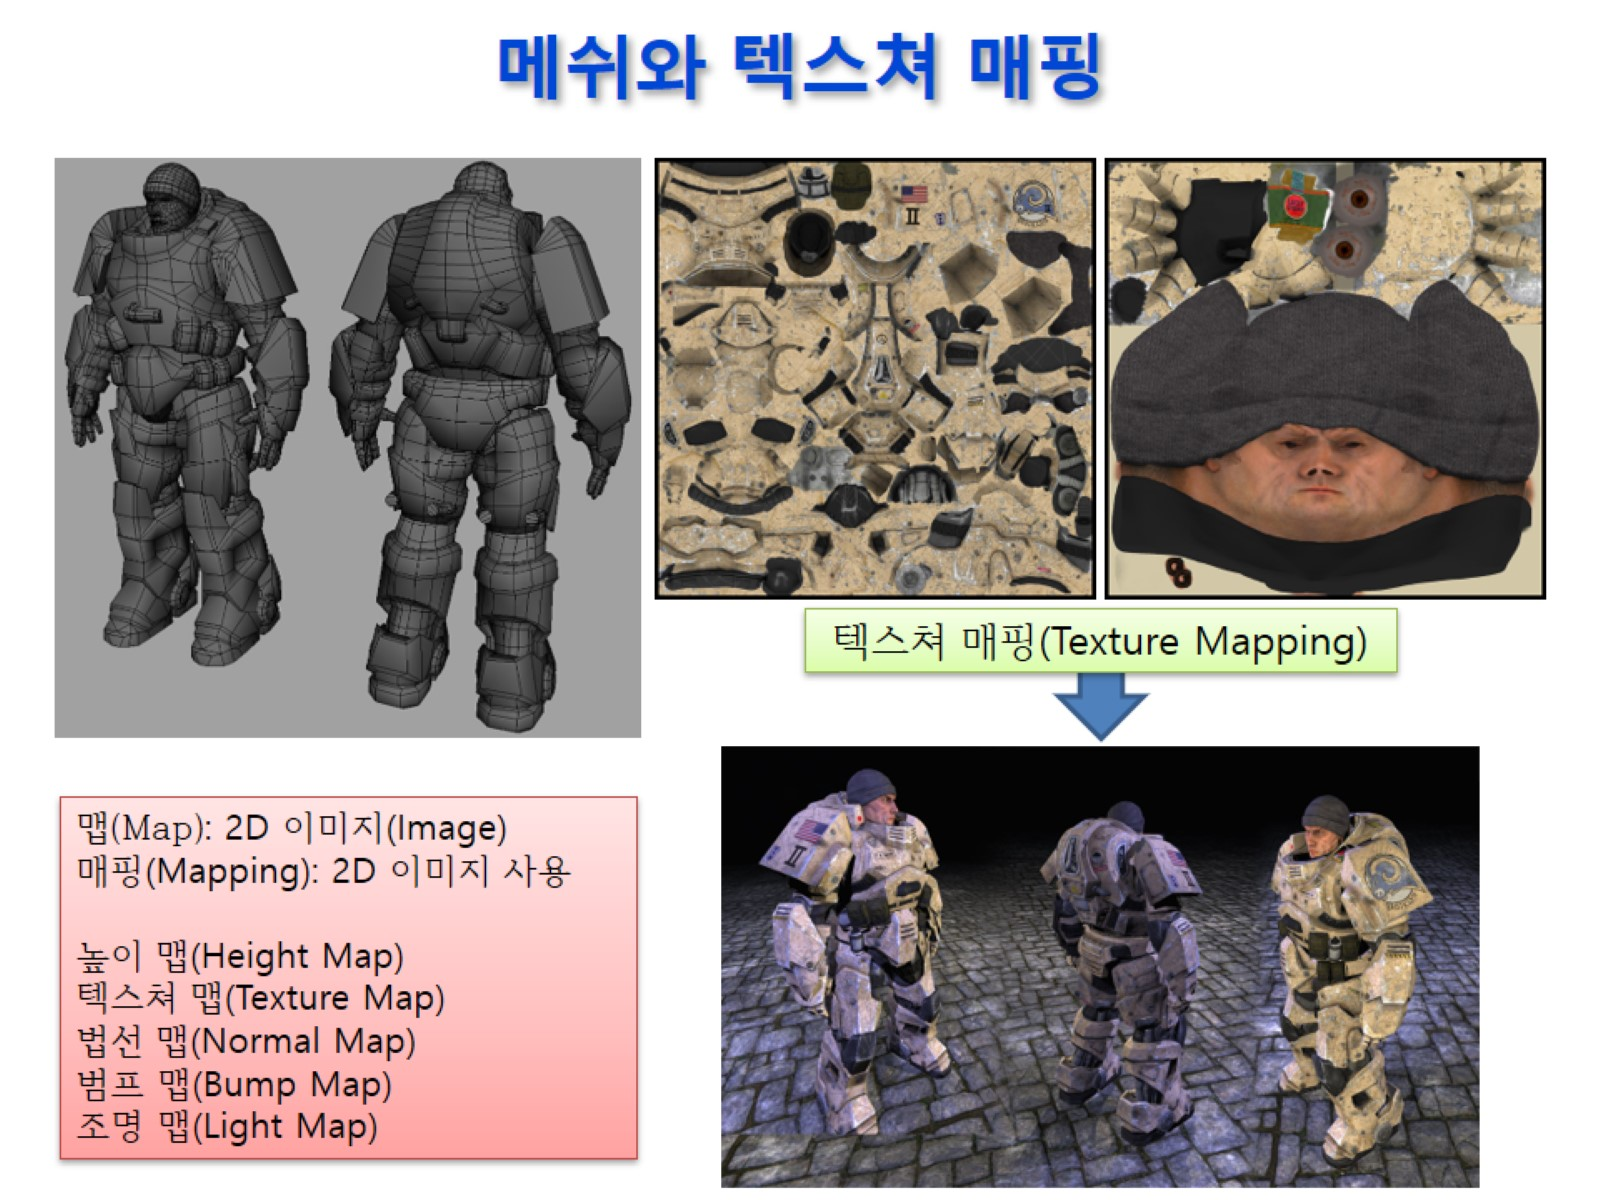 메쉬와 텍스쳐 매핑
II
텍스쳐 매핑(Texture Mapping)
맵(Map): 2D 이미지(Image)
매핑(Mapping): 2D 이미지 사용
높이 맵(Height Map)
텍스쳐 맵(Texture Map)
법선 맵(Normal Map)
범프 맵(Bump Map)
조명 맵(Light Map)
II